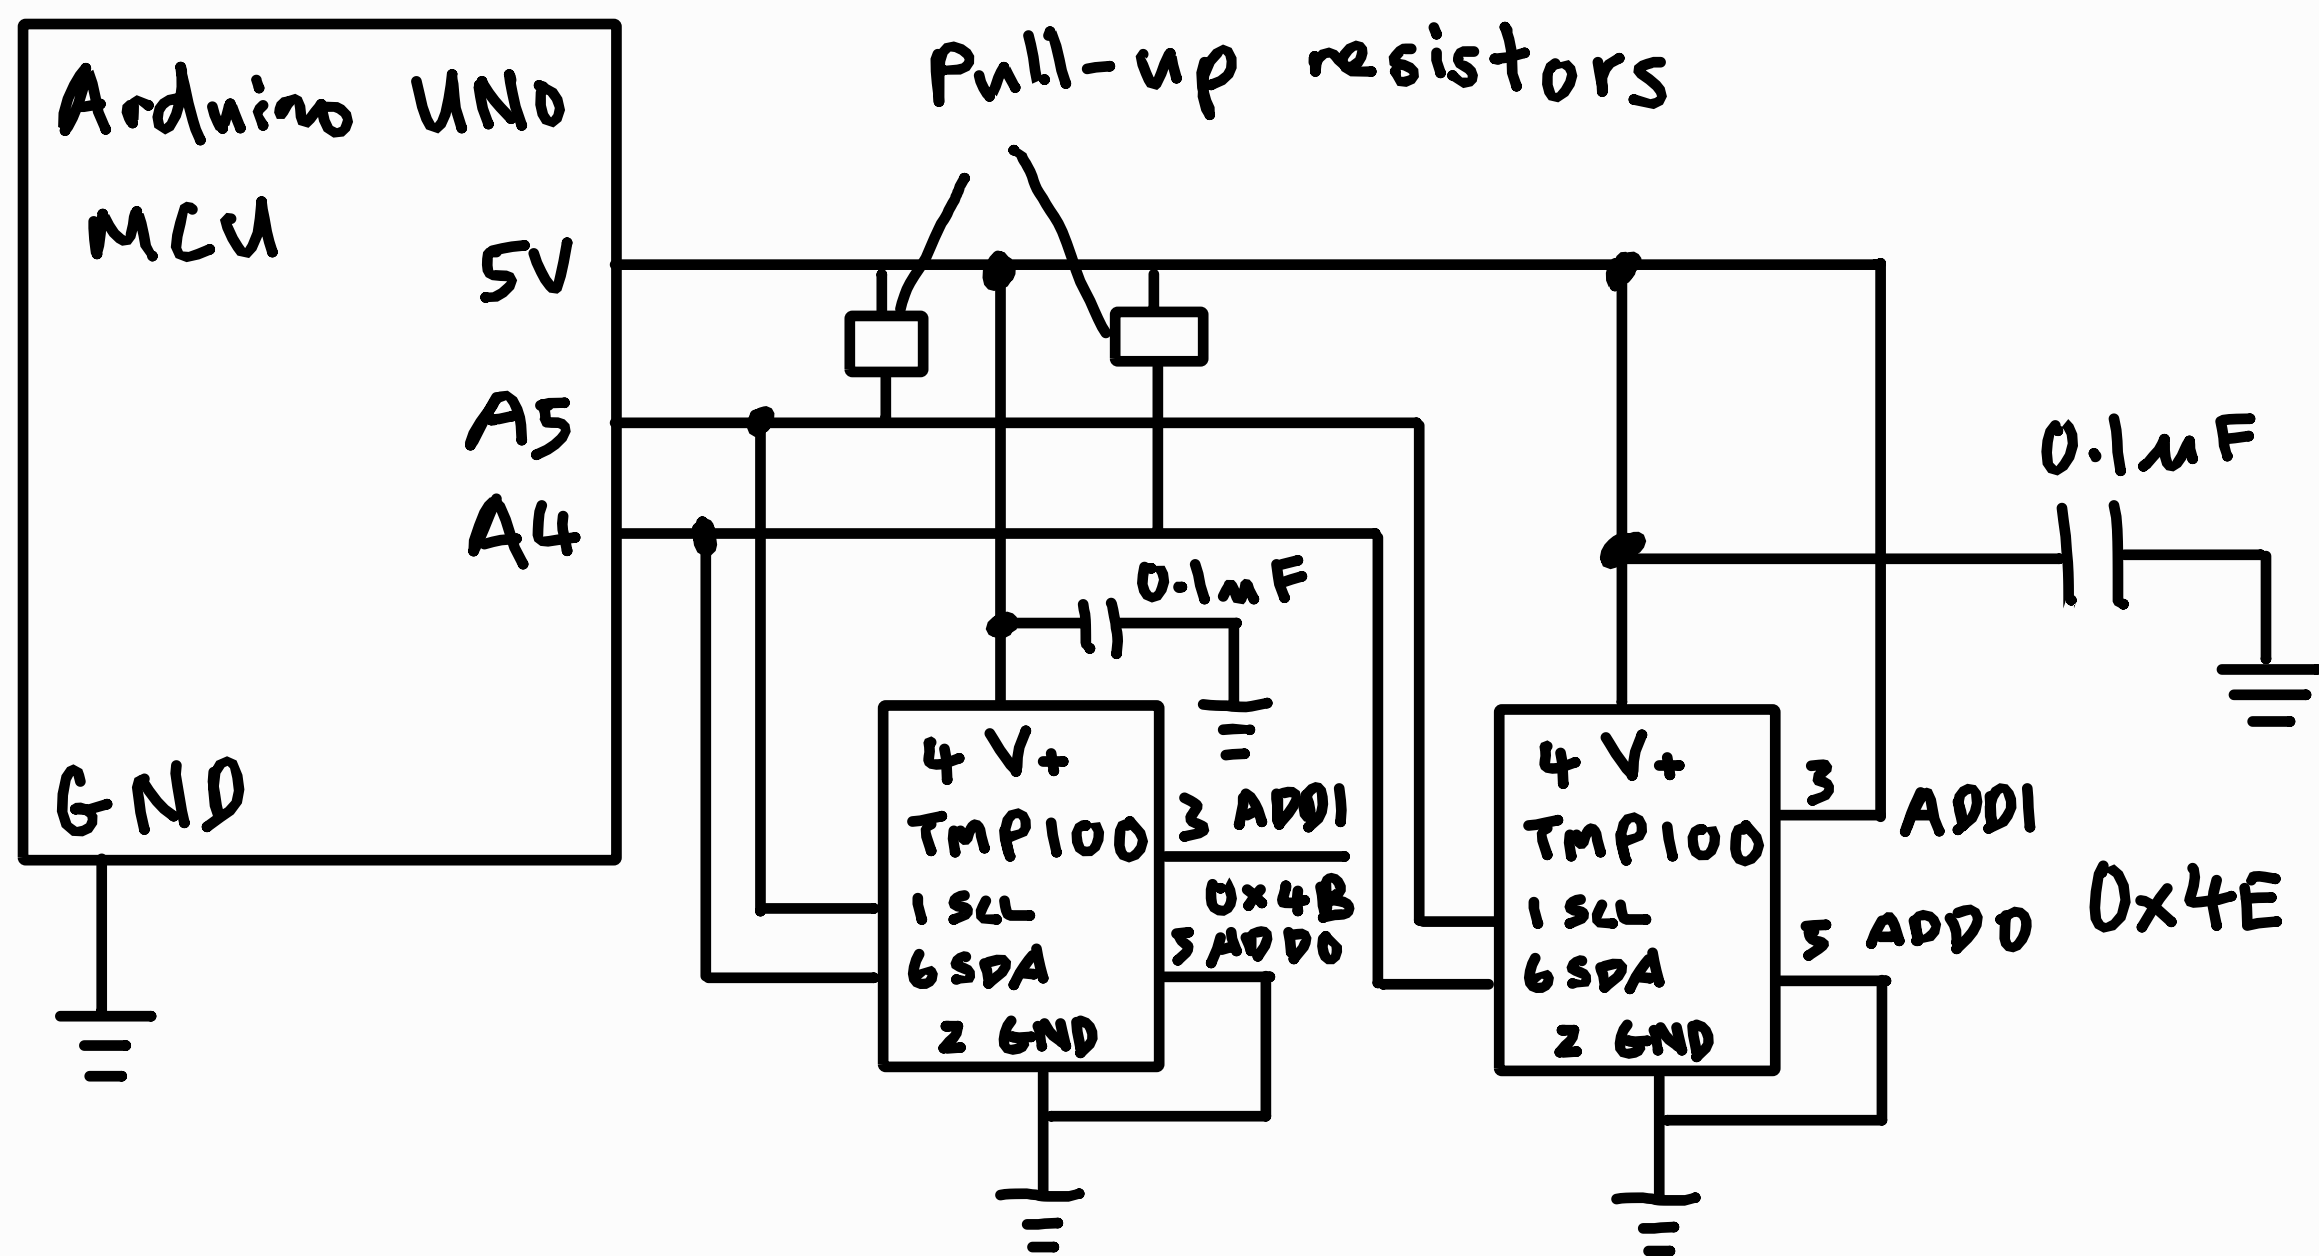 Arduino UNO
MCU
5V
A5
A4
GND
Pull-up resistors
0.1mF
0.1µF
4 V+
TMP100
1 SCL
6 SDA
2 GND
3 ADD1
0x4B
5 ADD0
4 V+
TMP100
1 SCL
6 SDA
2 GND
3 ADD1
5 ADD0
0x4E